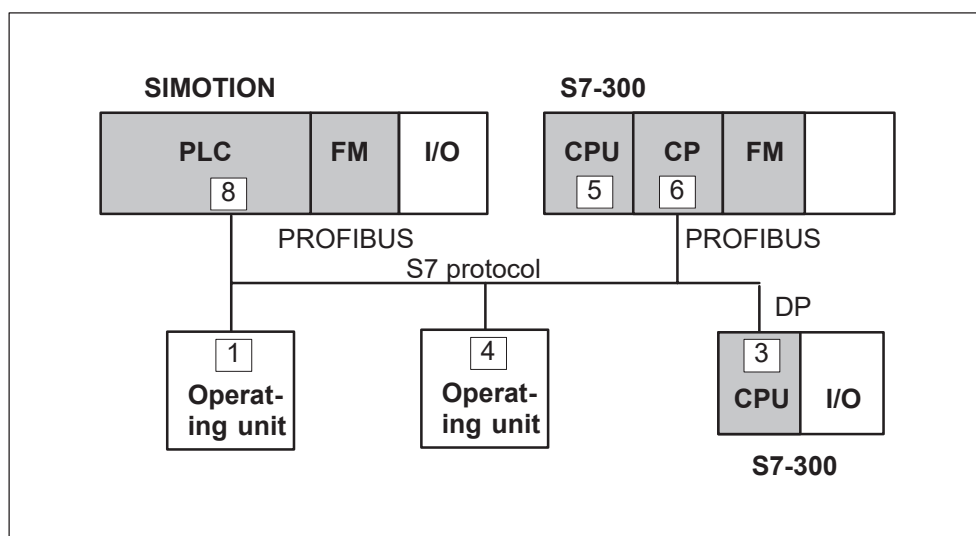 SIMOTION
S7-300
PLC
FM
I/O
8
CPU
CP
FM
5
6
PROFIBUS
PROFIBUS
S7 protocol
DP
1
Operat-
ing unit
4
Operat-
ing unit
3
CPU
I/O
S7-300